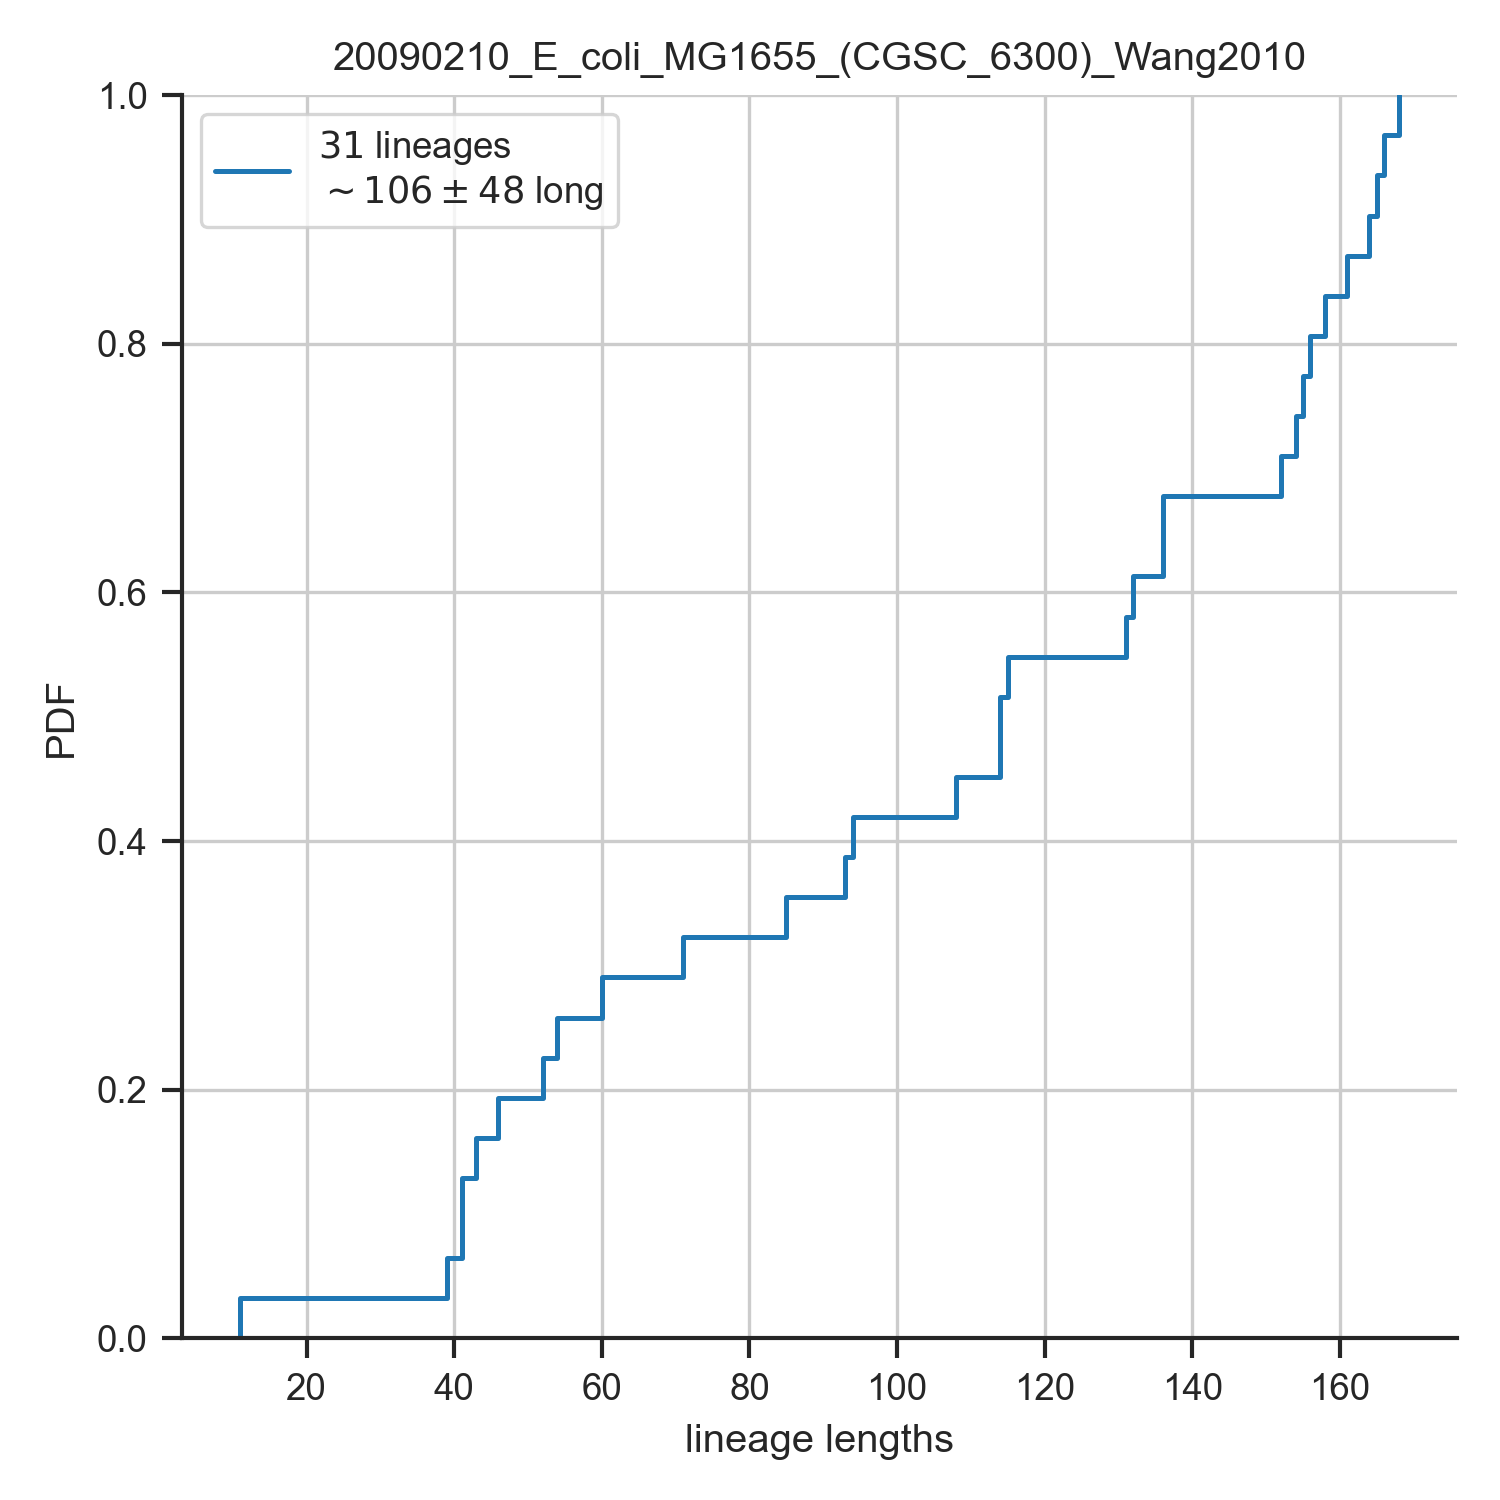 20090210_E_coli_MG1655_(CGSC_6300)_Wang2010
31 lineages
~ 106 ± 48 long
1.0
0.8
0.6
0.4
0.2
0.0
PDF
20 40 60 80 100 120 140 160
lineage lengths